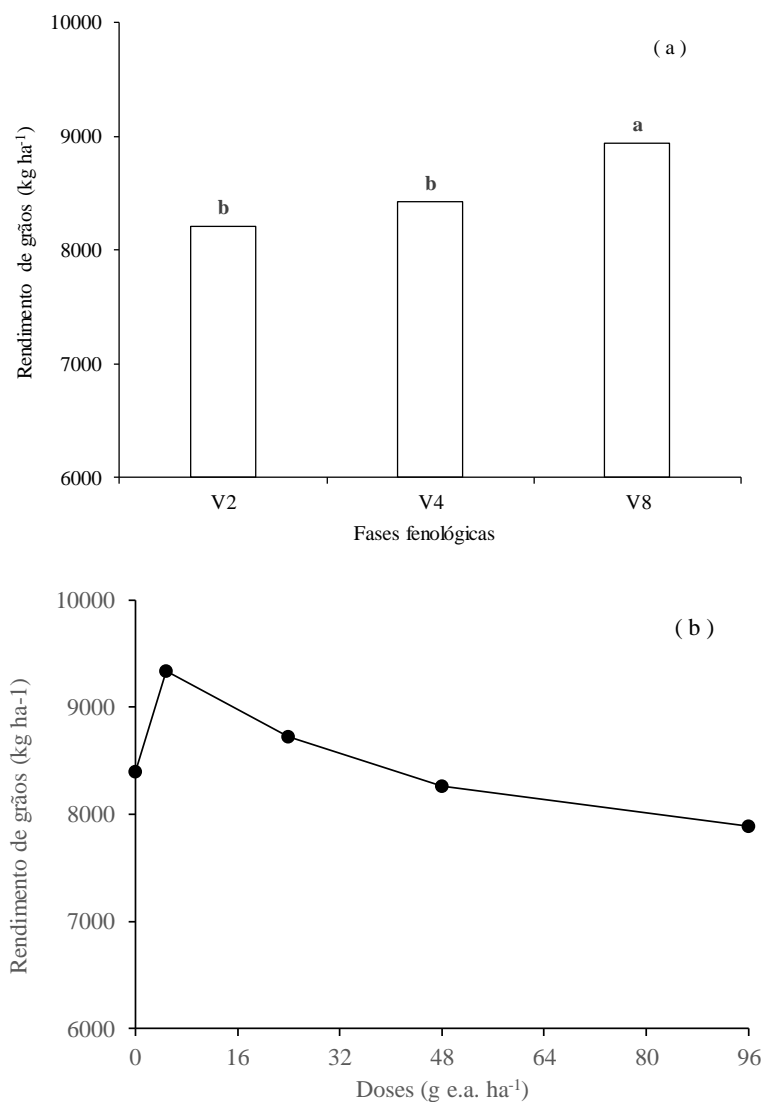 10000
( a )
a
9000
b
b
8000
7000
6000
V2 V4 V8
Fases fenológicas
Rendimento de grãos (kg ha-1)
10000
( b )
9000
8000
7000
6000
0 16 32 48 64 80 96
Doses (g e.a. ha-1)
Rendimento de grãos (kg ha-1)